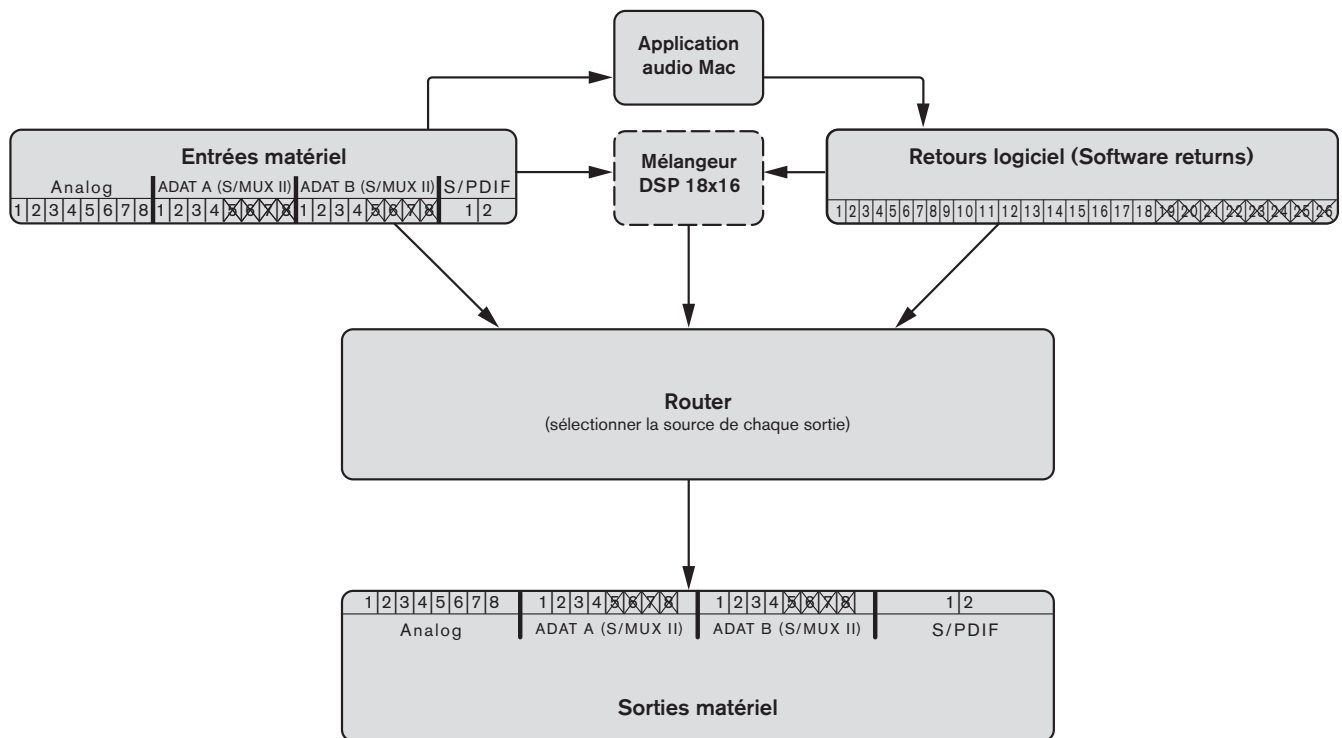 Application
audio Mac
Entrées matériel
Analog ADAT A (S/MUX II) ADAT B (S/MUX II) S/PDIF
1 2 3 4 5 6 7 8 1 2 3 4 5 6 7 8 1 2 3 4 5 6 7 8 1 2
Mélangeur
DSP 18x16
Retours logiciel (Software returns)
1 2 3 4 5 6 7 8 9 10 11 12 13 14 15 16 17 18 19 20 21 22 23 24 25 26
Router
(sélectionner la source de chaque sortie)
1 2 3 4 5 6 7 8 1 2 3 4 5 6 7 8 1 2 3 4 5 6 7 8 1 2
Analog ADAT A (S/MUX II) ADAT B (S/MUX II) S/PDIF
Sorties matériel